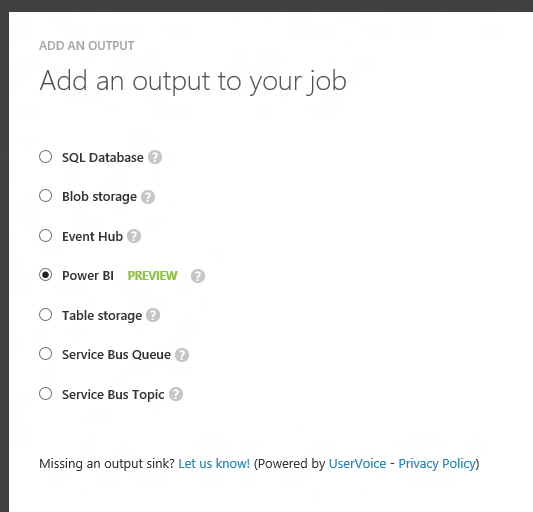 ADD AN OUTPUT
Add an output to your job
SQL Database ?
Blob storage ?
Event Hub ?
Power BI PREVIEW ?
Table storage ?
Service Bus Queue ?
Service Bus Topic ?
Missing an output sink? Let us know! (Powered by UserVoice - Privacy Policy)